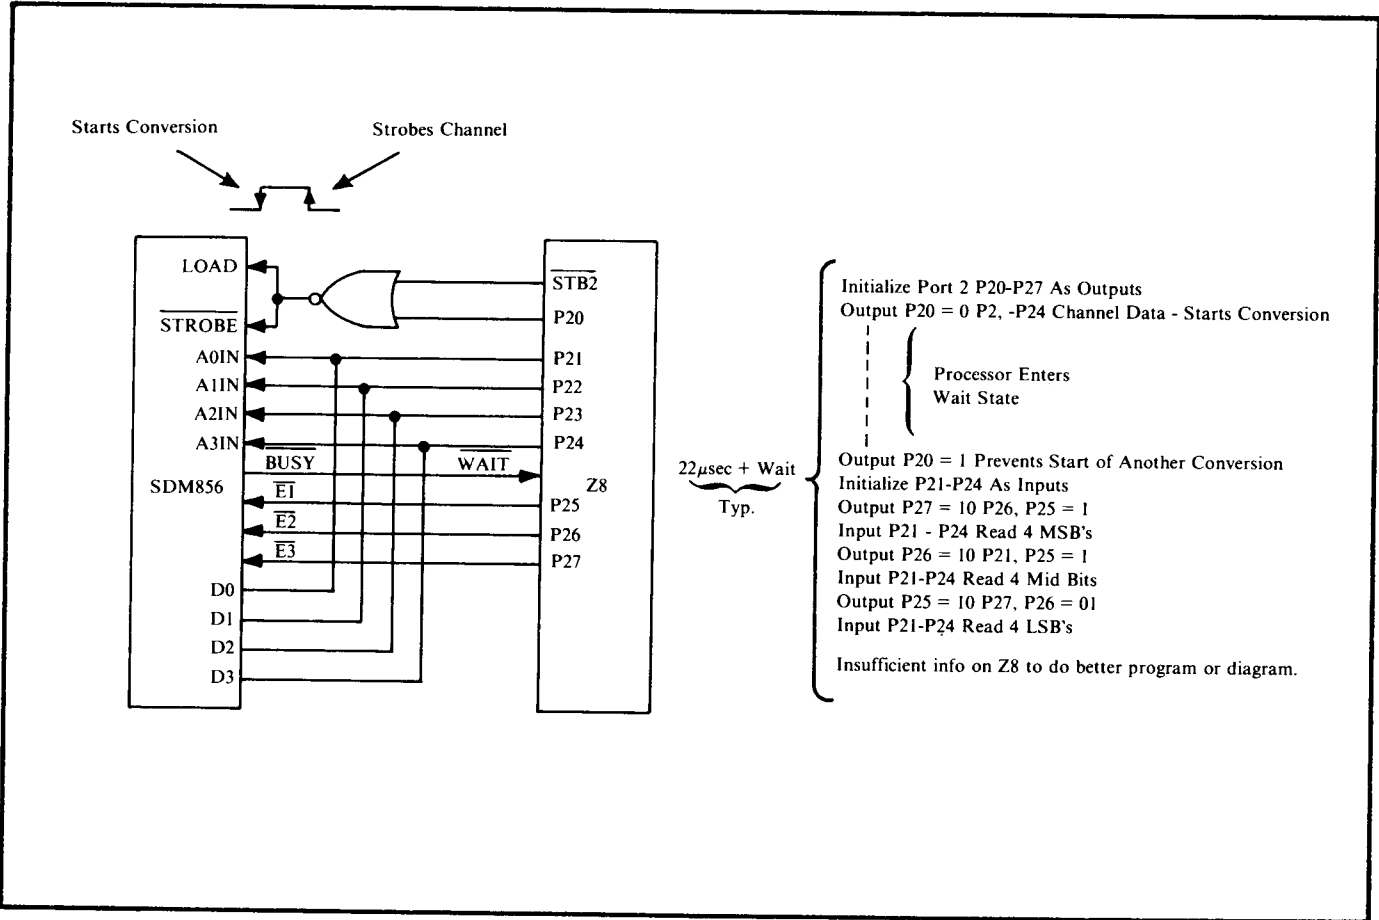 Starts Conversion
Strobes Channel
LOAD
STROBE
A0IN
A1IN
A2IN
A3IN
BUSY
SDM856
E1
E2
E3
D0
D1
D2
D3
WAIT
STB2
P20
P21
P22
P23
P24
Z8
P25
P26
P27
22μsec + Wait
Typ.
Initialize Port 2 P20-P27 As Outputs
Output P20 = 0 P2, -P24 Channel Data - Starts Conversion
Processor Enters
Wait State
Output P20 = 1 Prevents Start of Another Conversion
Initialize P21-P24 As Inputs
Output P27 = 10 P26, P25 = 1
Input P21 - P24 Read 4 MSB's
Output P26 = 10 P21, P25 = 1
Input P21-P24 Read 4 Mid Bits
Output P25 = 10 P27, P26 = 01
Input P21-P24 Read 4 LSB's
Insufficient info on Z8 to do better program or diagram.